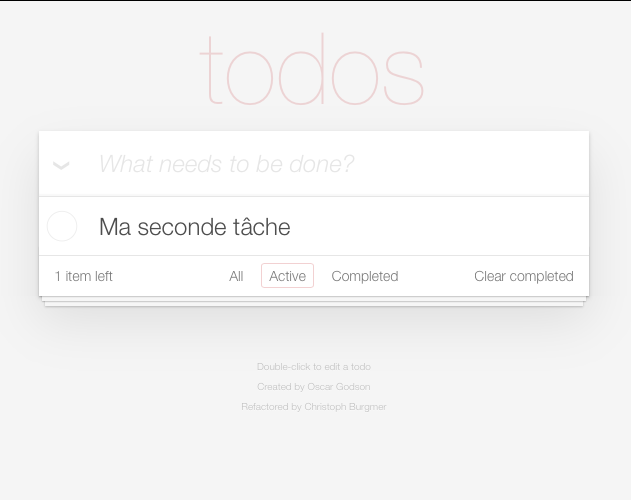 todos
What needs to be done?
Ma seconde tâche
1 item left All Active Completed Clear completed
Double-click to edit a todo
Created by Oscar Godson
Refactored by Christoph Burgmer